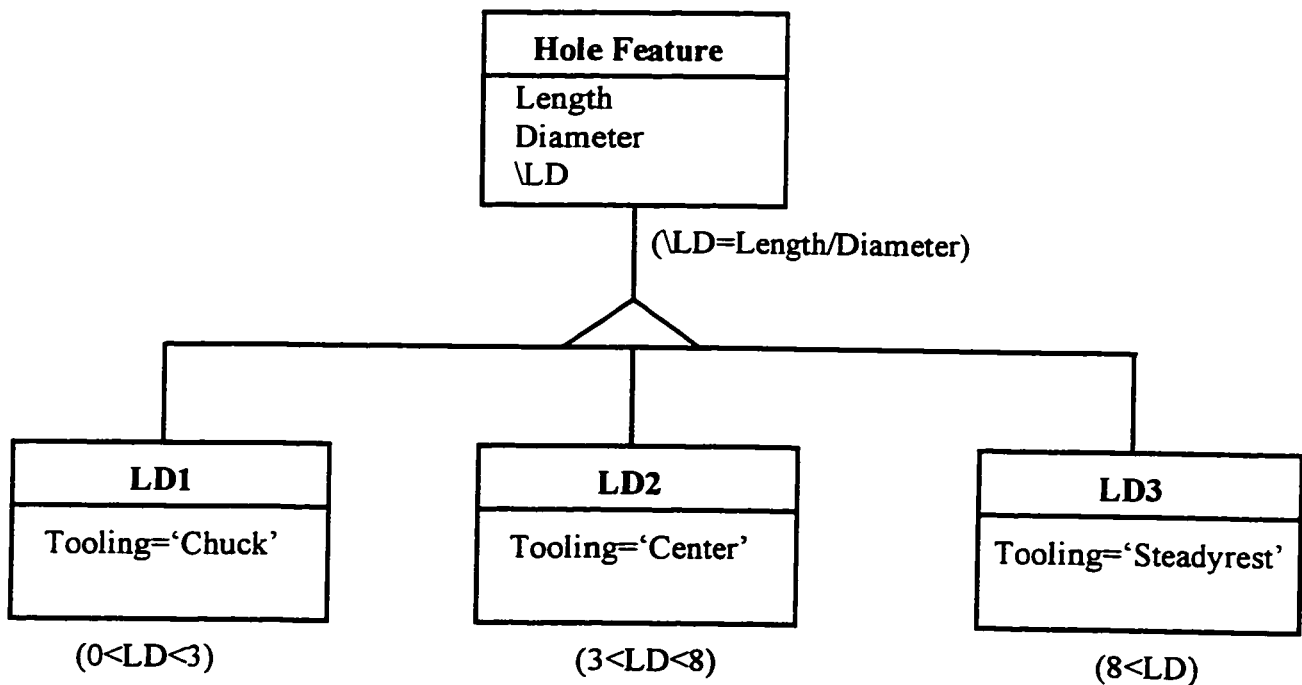 Hole Feature
Length
Diameter
\LD
(\LD=Length/Diameter)
LD1
Tooling=‘Chuck’
(0<LD<3)
LD2
Tooling=‘Center’
(3<LD<8)
LD3
Tooling=‘Steadyrest’
(8<LD)